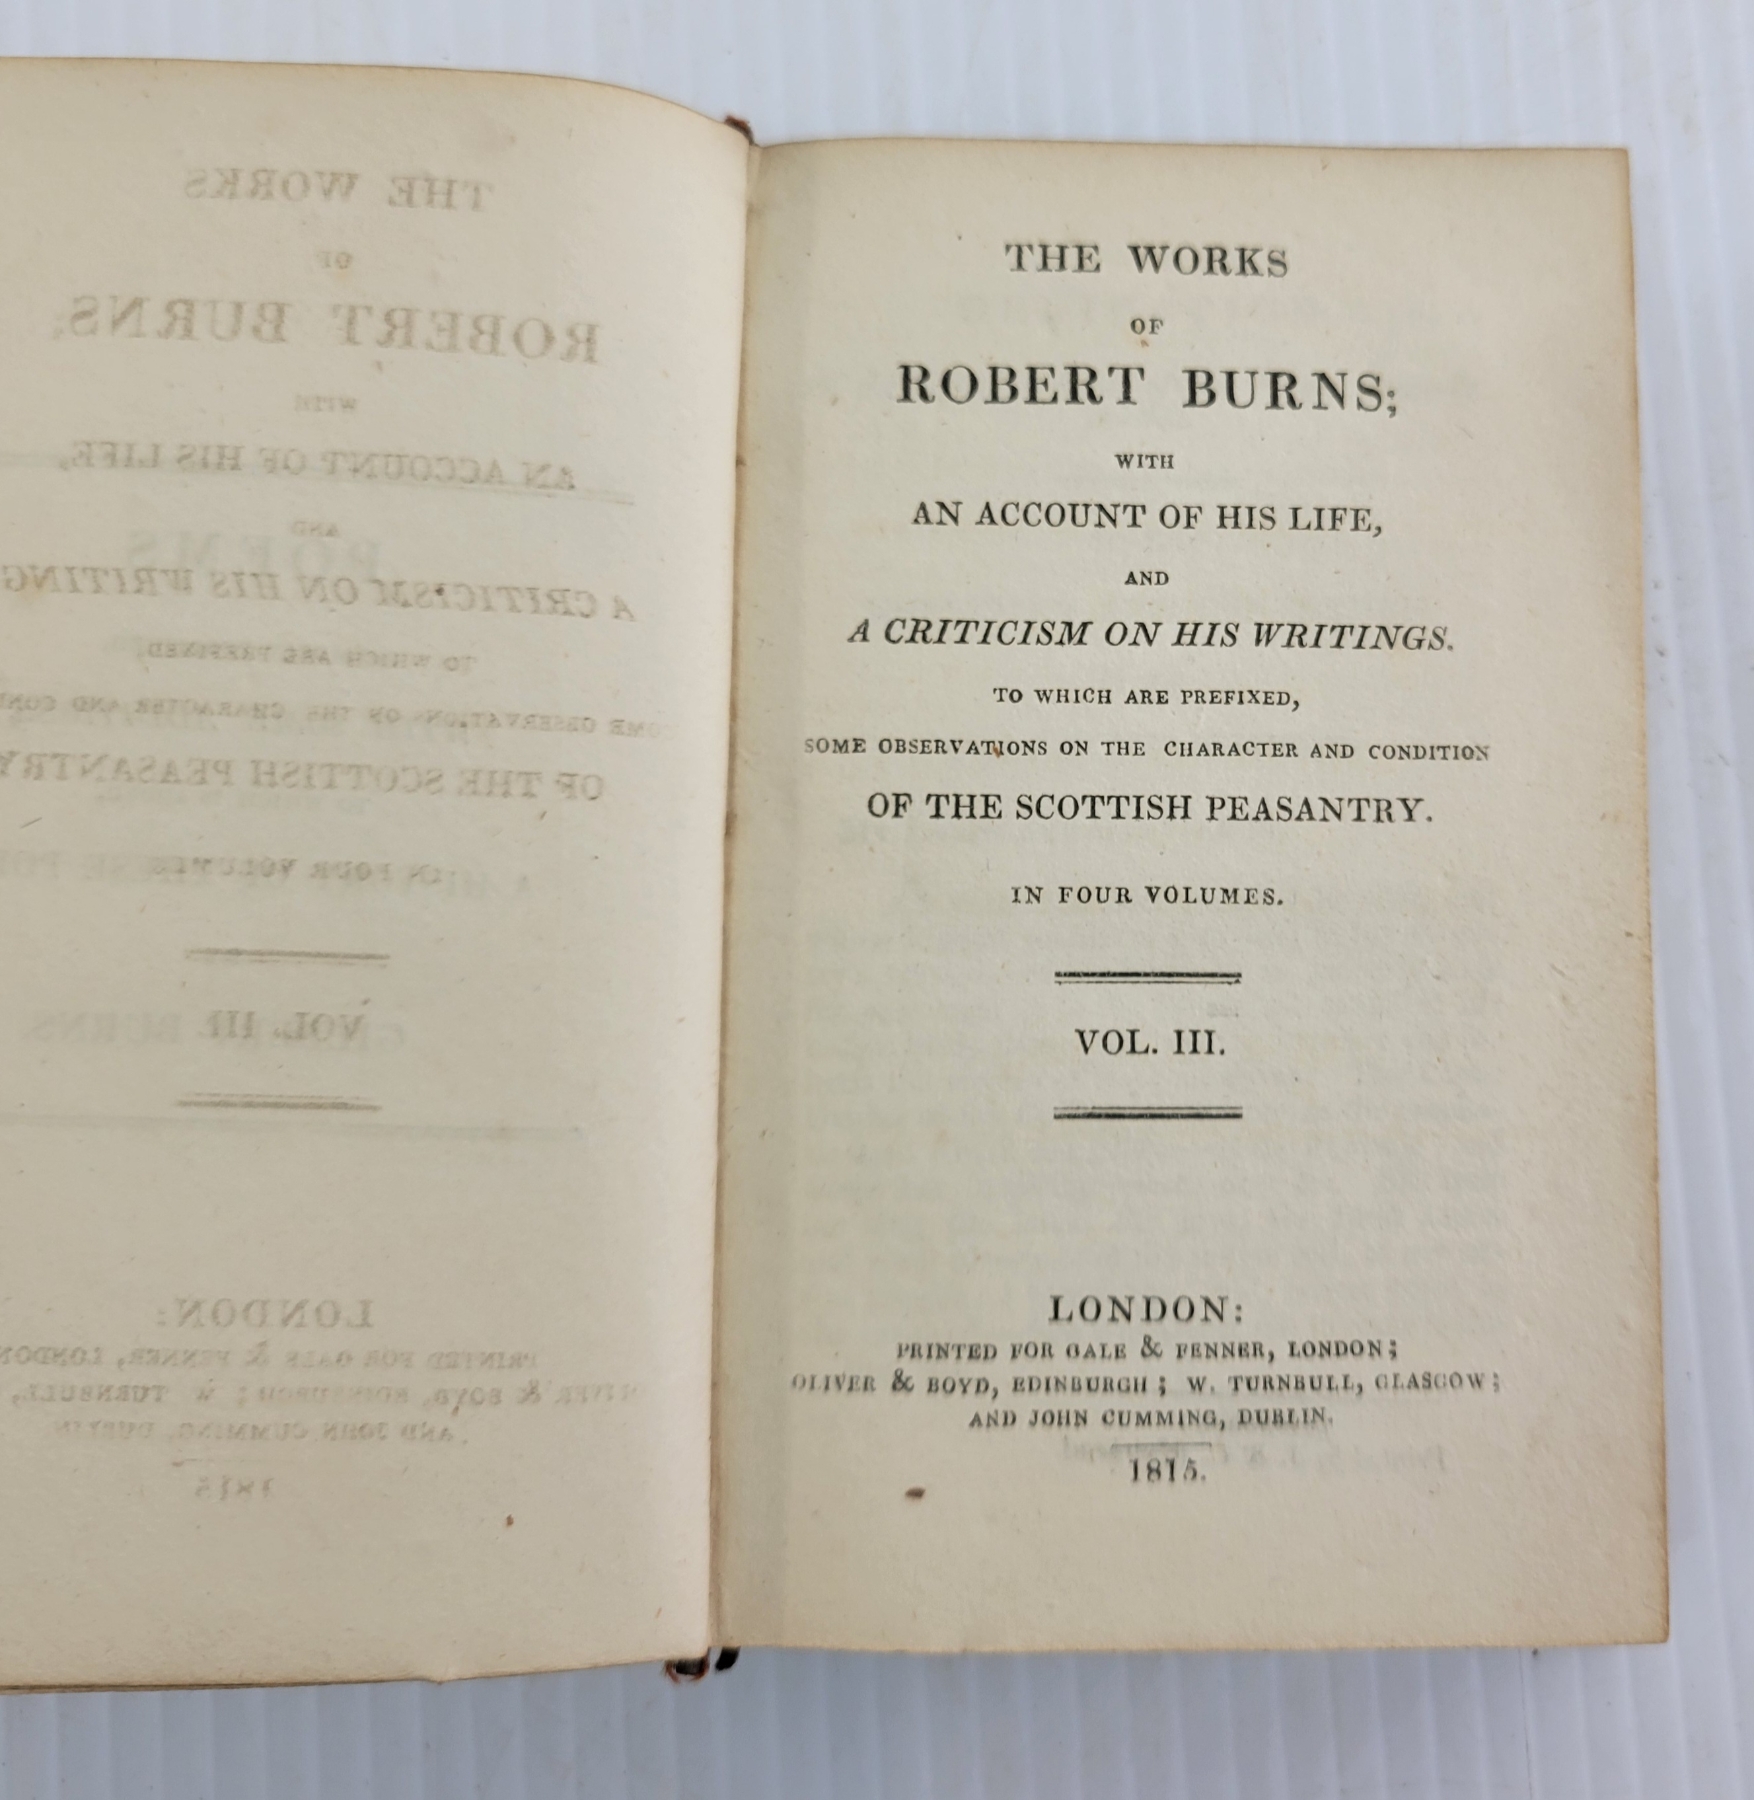 THE WORKS
OF
ROBERT BURNS;
WITH
AN ACCOUNT OF HIS LIFE,
AND
A CRITICISM ON HIS WRITINGS.
TO WHICH ARE PREFIXED,
SOME OBSERVATIONS ON THE CHARACTER AND CONDITION
OF THE SCOTTISH PEASANTRY.
IN FOUR VOLUMES.
VOL. III.
LONDON:
PRINTED FOR GALE & FENNER, LONDON;
OLIVER & BOYD, EDINBURGH; W. TURNBULL, GLASGOW;
AND JOHN CUMMING, DUBLIN.
1815.